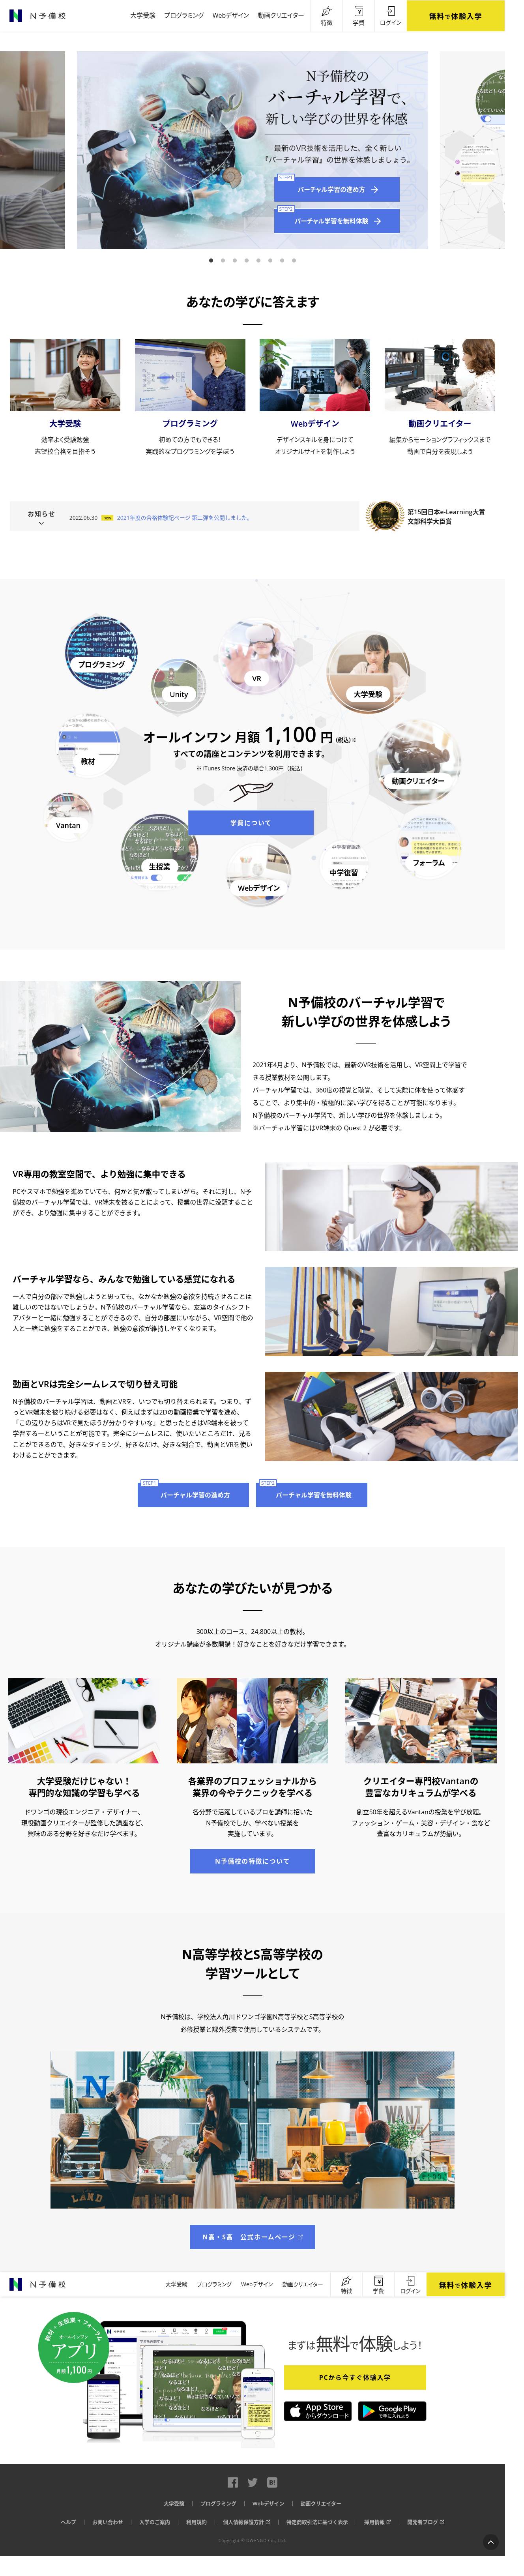 N予備校
大学受験 プログラミング Webデザイン 動画クリエイター 特徴 学費 ログイン 無料で体験入学
N予備校の
バーチャル学習で、
新しい学びの世界を体感
最新のVR技術を活用した、全く新しい
『バーチャル学習』の世界を体感しましょう。
STEP1
バーチャル学習の進め方
STEP2
バーチャル学習を無料体験
あなたの学びに答えます
大学受験
効率よく受験勉強
志望校合格を目指そう
プログラミング
初めての方でもできる!
実践的なプログラミングを学ぼう
Webデザイン
デザインスキルを身につけて
オリジナルサイトを制作しよう
動画クリエイター
編集からモーショングラフィックスまで
動画で自分を表現しよう
お知らせ
2022.06.30 new 2021年度の合格体験記ページ 第二弾を公開しました。
第15回日本e-Learning大賞
文部科学大臣賞
プログラミング
Unity
VR
大学受験
教材
オールインワン 月額 1,100 円 (税込)※
すべての講座とコンテンツを利用できます。
※ iTunes Store 決済の場合1,300円（税込）
動画クリエイター
Vantan
学費について
生授業
Webデザイン
中学復習
フォーラム
N予備校のバーチャル学習で
新しい学びの世界を体感しよう
2021年4月より、N予備校では、最新のVR技術を活用し、VR空間上で学習で
きる授業教材を公開します。
バーチャル学習では、360度の視覚と聴覚、そして実際に体を使って体感す
ることで、より集中的・積極的に深い学びを得ることが可能になります。
N予備校のバーチャル学習で、新しい学びの世界を体験しましょう。
※バーチャル学習にはVR端末の Quest 2 が必要です。
VR専用の教室空間で、より勉強に集中できる
PCやスマホで勉強を進めていても、何かと気が散ってしまいがち。それに対し、N予
備校のバーチャル学習では、VR端末を被ることによって、授業の世界に没頭すること
ができ、より勉強に集中することができます。
バーチャル学習なら、みんなで勉強している感覚になれる
一人で自分の部屋で勉強しようと思っても、なかなか勉強の意欲を持続させることは
難しいのではないでしょうか。N予備校のバーチャル学習なら、友達のタイムシフト
アバターと一緒に勉強することができるので、自分の部屋にいながら、VR空間で他の
人と一緒に勉強をすることができ、勉強の意欲が維持しやすくなります。
動画とVRは完全シームレスで切り替え可能
N予備校のバーチャル学習は、動画とVRを、いつでも切り替えられます。つまり、ず
っとVR端末を被り続ける必要はなく、例えばまずは2Dの動画授業で学習を進め、
「この辺りからはVRで見たほうが分かりやすいな」と思ったときはVR端末を被って
学習する―ということが可能です。完全にシームレスに、使いたいところだけ、見る
ことができるので、好きなタイミング、好きなだけ、好きな割合で、動画とVRを使い
わけることができます。
STEP1
バーチャル学習の進め方
STEP2
バーチャル学習を無料体験
あなたの学びたいが見つかる
300以上のコース、24,800以上の教材。
オリジナル講座が多数開講！好きなことを好きなだけ学習できます。
大学受験だけじゃない！
専門的な知識の学習も学べる
ドワンゴの現役エンジニア・デザイナー、
現役動画クリエイターが監修した講座など、
興味のある分野を好きなだけ学べます。
各業界のプロフェッショナルから
業界の今やテクニックを学べる
各分野で活躍しているプロを講師に招いた
N予備校でしか、学べない授業を
実施しています。
クリエイター専門校Vantanの
豊富なカリキュラムが学べる
創立50年を超えるVantanの授業を学び放題。
ファッション・ゲーム・美容・デザイン・食など
豊富なカリキュラムが勢揃い。
N予備校の特徴について
N高等学校とS高等学校の
学習ツールとして
N予備校は、学校法人角川ドワンゴ学園N高等学校とS高等学校の
必修授業と課外授業で使用しているシステムです。
N
WANT
LAND
N高・S高 公式ホームページ
N予備校
大学受験 プログラミング Webデザイン 動画クリエイター 特徴 学費 ログイン 無料で体験入学
教材・生授業・フォーラム
オールインワン
アプリ
月額1,100円
まずは無料で体験しよう!
PCから今すぐ体験入学
App Store
からダウンロード
Google Play
で手に入れよう
大学受験 | プログラミング | Webデザイン | 動画クリエイター
ヘルプ | お問い合わせ | 入学のご案内 | 利用規約 | 個人情報保護方針 | 特定商取引法に基づく表示 | 採用情報 | 開発者ブログ
Copyright © DWANGO Co., Ltd.